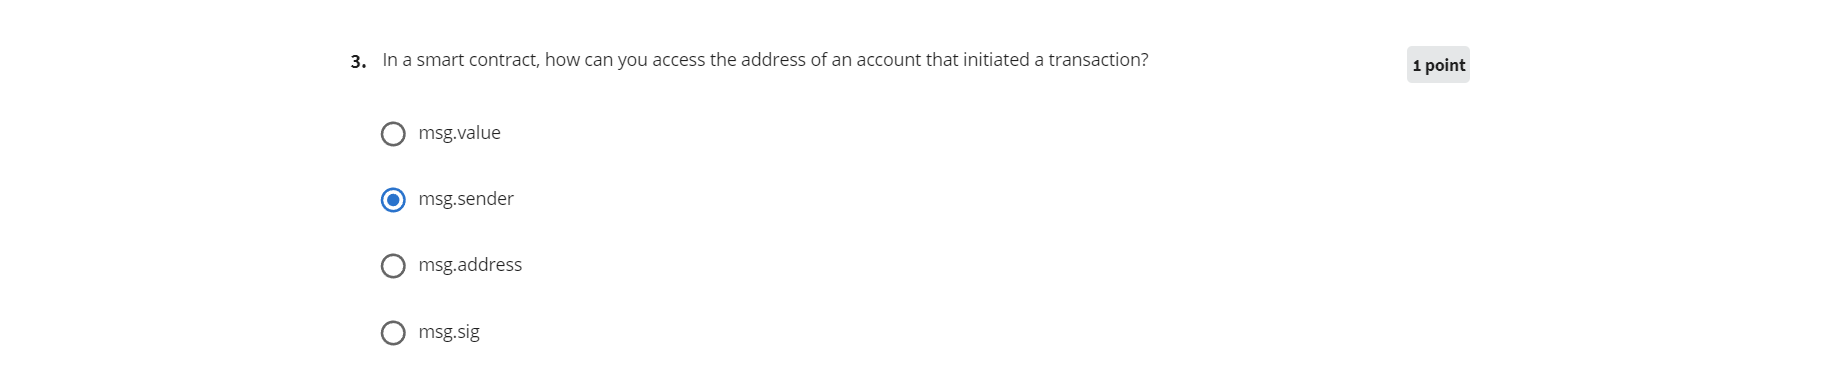 3. In a smart contract, how can you access the address of an account that initiated a transaction?
1 point
msg.value
msg.sender
msg.address
msg.sig